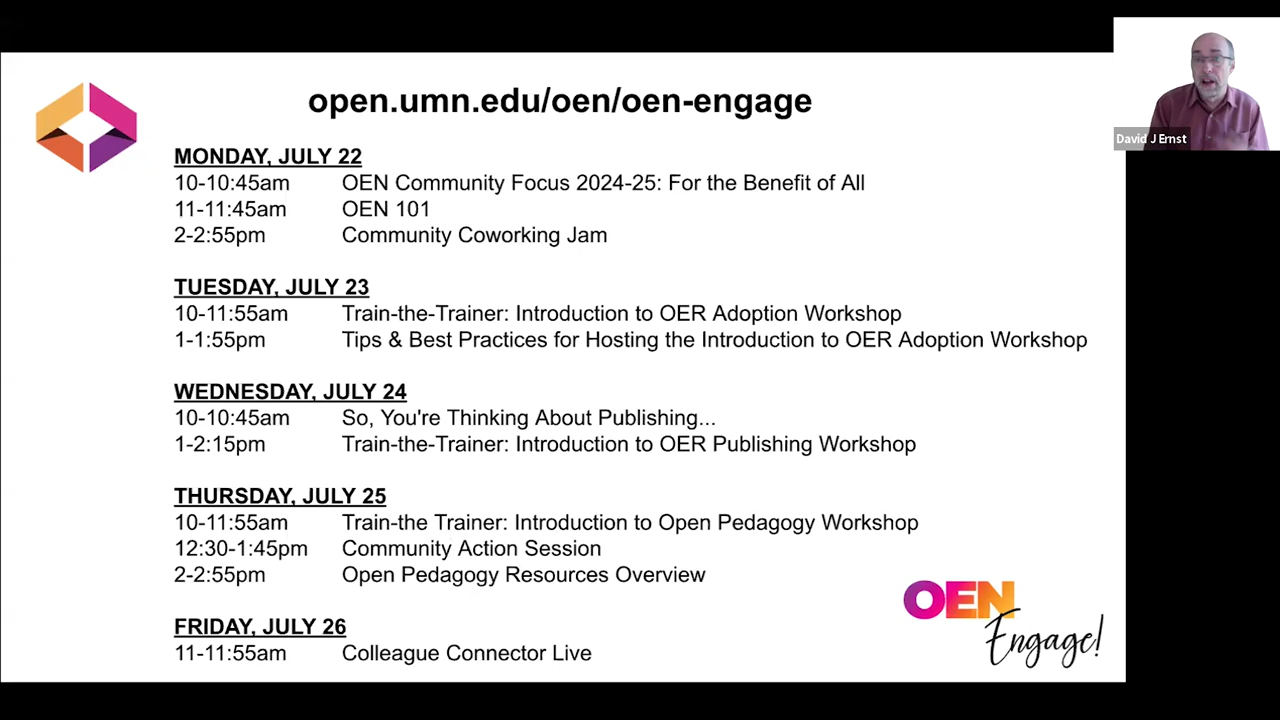 open.umn.edu/oen/oen-engage
David J Ernst
MONDAY, JULY 22
10-10:45am OEN Community Focus 2024-25: For the Benefit of All
11-11:45am OEN 101
2-2:55pm Community Coworking Jam
TUESDAY, JULY 23
10-11:55am Train-the-Trainer: Introduction to OER Adoption Workshop
1-1:55pm Tips & Best Practices for Hosting the Introduction to OER Adoption Workshop
WEDNESDAY, JULY 24
10-10:45am So, You're Thinking About Publishing...
1-2:15pm Train-the-Trainer: Introduction to OER Publishing Workshop
THURSDAY, JULY 25
10-11:55am Train-the Trainer: Introduction to Open Pedagogy Workshop
12:30-1:45pm Community Action Session
2-2:55pm Open Pedagogy Resources Overview
FRIDAY, JULY 26
11-11:55am Colleague Connector Live
OEN
Engage!